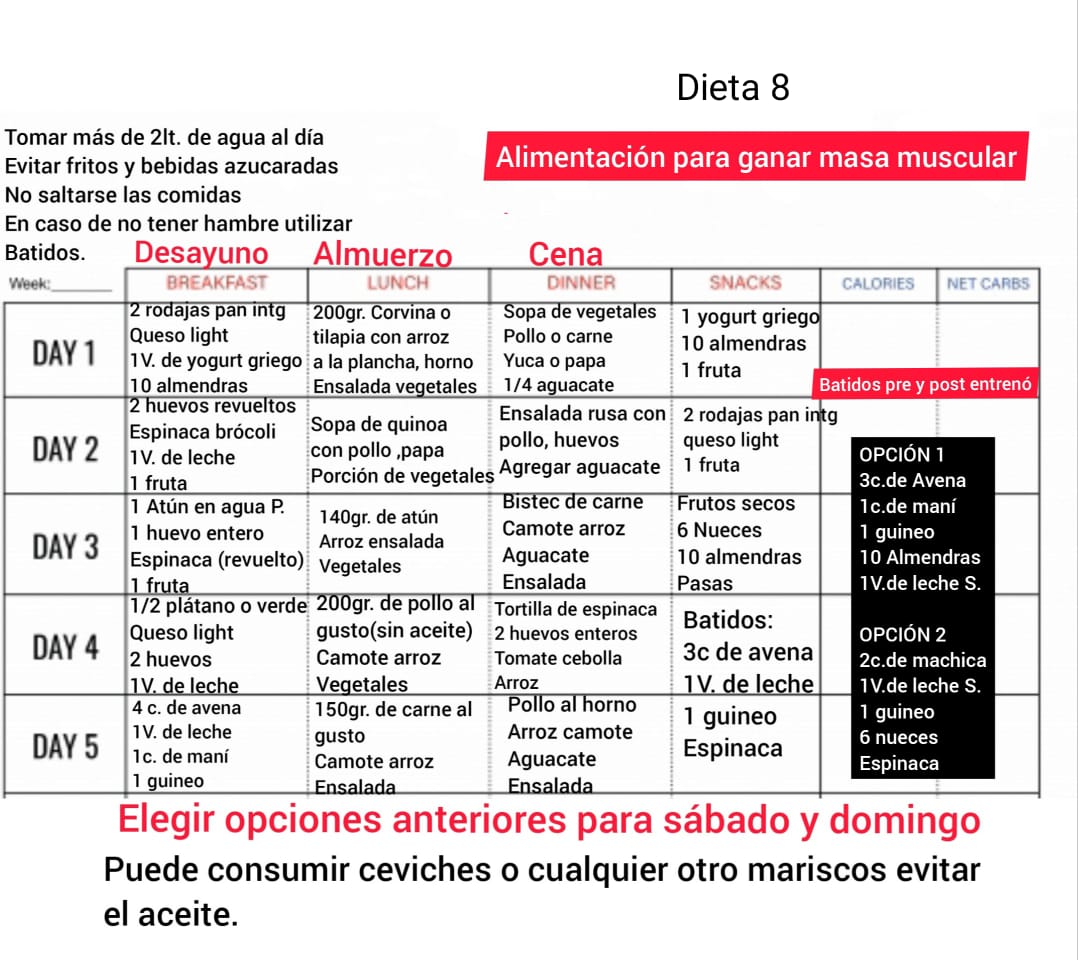 Dieta 8
Tomar más de 2lt. de agua al día
Evitar fritos y bebidas azucaradas
No saltarse las comidas
En caso de no tener hambre utilizar
Batidos.
Alimentación para ganar masa muscular
Desayuno
Almuerzo
Cena
Week:
BREAKFAST
LUNCH
DINNER
SNACKS
CALORIES
NET CARBS
DAY 1
2 rodajas pan intg
Queso light
1V. de yogurt griego
10 almendras
200gr. Corvina o
tilapia con arroz
a la plancha, horno
Ensalada vegetales
Sopa de vegetales
Pollo o carne
Yuca o papa
1/4 aguacate
1 yogurt griego
10 almendras
1 fruta
DAY 2
2 huevos revueltos
Espinaca brócoli
1V. de leche
1 fruta
Sopa de quinoa
con pollo ,papa
Porción de vegetales
Ensalada rusa con
pollo, huevos
Agregar aguacate
2 rodajas pan intg
queso light
1 fruta
DAY 3
1 Atún en agua P.
1 huevo entero
Espinaca (revuelto)
1 fruta
140gr. de atún
Arroz ensalada
Vegetales
Bistec de carne
Camote arroz
Aguacate
Ensalada
Frutos secos
6 Nueces
10 almendras
Pasas
DAY 4
1/2 plátano o verde
Queso light
2 huevos
1V. de leche
200gr. de pollo al
gusto(sin aceite)
Camote arroz
Vegetales
Tortilla de espinaca
2 huevos enteros
Tomate cebolla
Arroz
Batidos:
3c de avena
1V. de leche
DAY 5
4 c. de avena
1V. de leche
1c. de maní
1 guineo
150gr. de carne al
gusto
Camote arroz
Ensalada
Pollo al horno
Arroz camote
Aguacate
Ensalada
1 guineo
Espinaca
Batidos pre y post entrenó
OPCIÓN 1
3c.de Avena
1c.de maní
1 guineo
10 Almendras
1V.de leche S.
OPCIÓN 2
2c.de machica
1V.de leche S.
1 guineo
6 nueces
Espinaca
Elegir opciones anteriores para sábado y domingo
Puede consumir ceviches o cualquier otro mariscos evitar
el aceite.